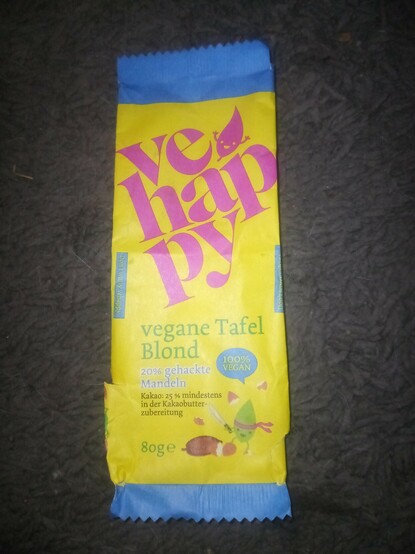 ve
hap
py
vegane Tafel
Blond
20% gehackte
Mandeln
100%
VEGAN
Kakao: 25 % mindestens
in der Kakaobutter-
zubereitung
80g e